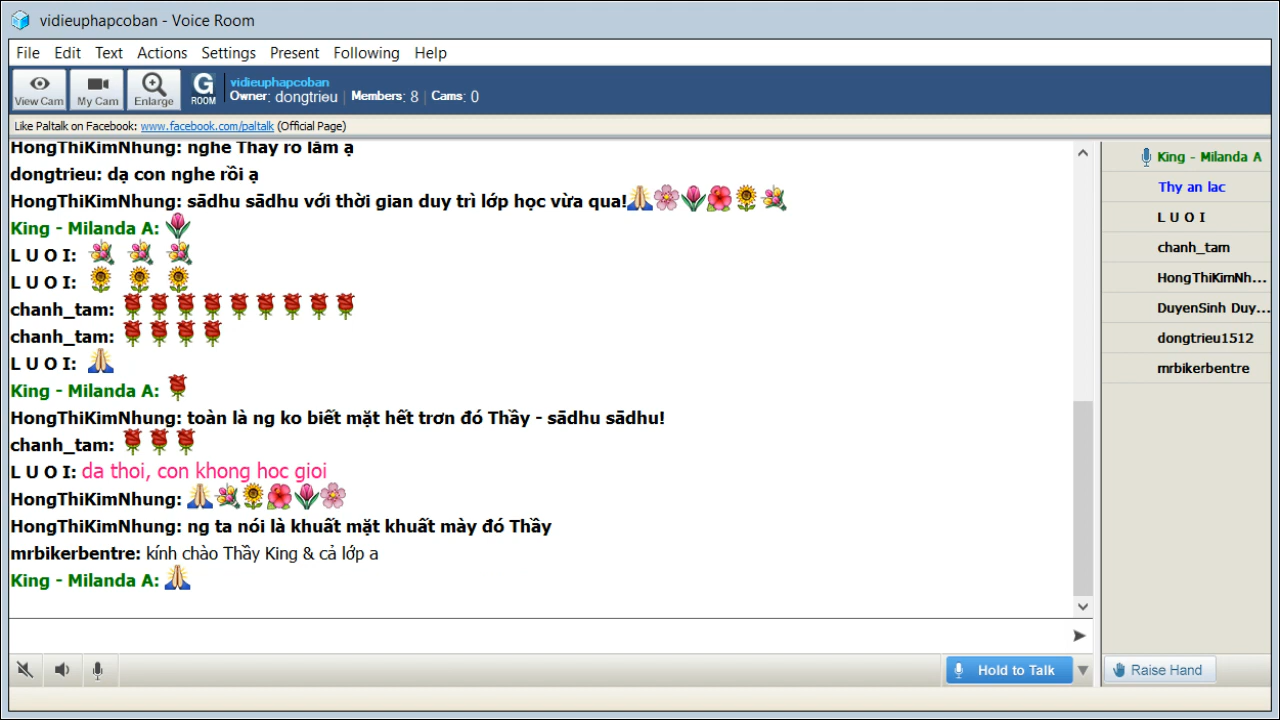 vidieuphapcoban - Voice Room
File Edit Text Actions Settings Present Following Help
View Cam My Cam Enlarge G ROOM
vidieuphapcoban
Owner: dongtrieu | Members: 8 | Cams: 0
Like Paltalk on Facebook: www.facebook.com/paltalk (Official Page)
HongThiKimNhung: nghe Thầy rõ lắm ạ
dongtrieu: dạ con nghe rồi ạ
HongThiKimNhung: sādhu sādhu với thời gian duy trì lớp học vừa qua!
King - Milanda A:
L U O I:
L U O I:
chanh_tam:
chanh_tam:
L U O I:
King - Milanda A:
HongThiKimNhung: toàn là ng ko biết mặt hết trơn đó Thầy - sādhu sādhu!
chanh_tam:
L U O I: da thoi, con khong hoc gioi
HongThiKimNhung:
HongThiKimNhung: ng ta nói là khuất mặt khuất mày đó Thầy
mrbikerbentre: kính chào Thầy King & cả lớp a
King - Milanda A:
King - Milanda A
Thy an lac
L U O I
chanh_tam
HongThiKimNh...
DuyenSinh Duy...
dongtrieu1512
mrbikerbentre
Hold to Talk
Raise Hand